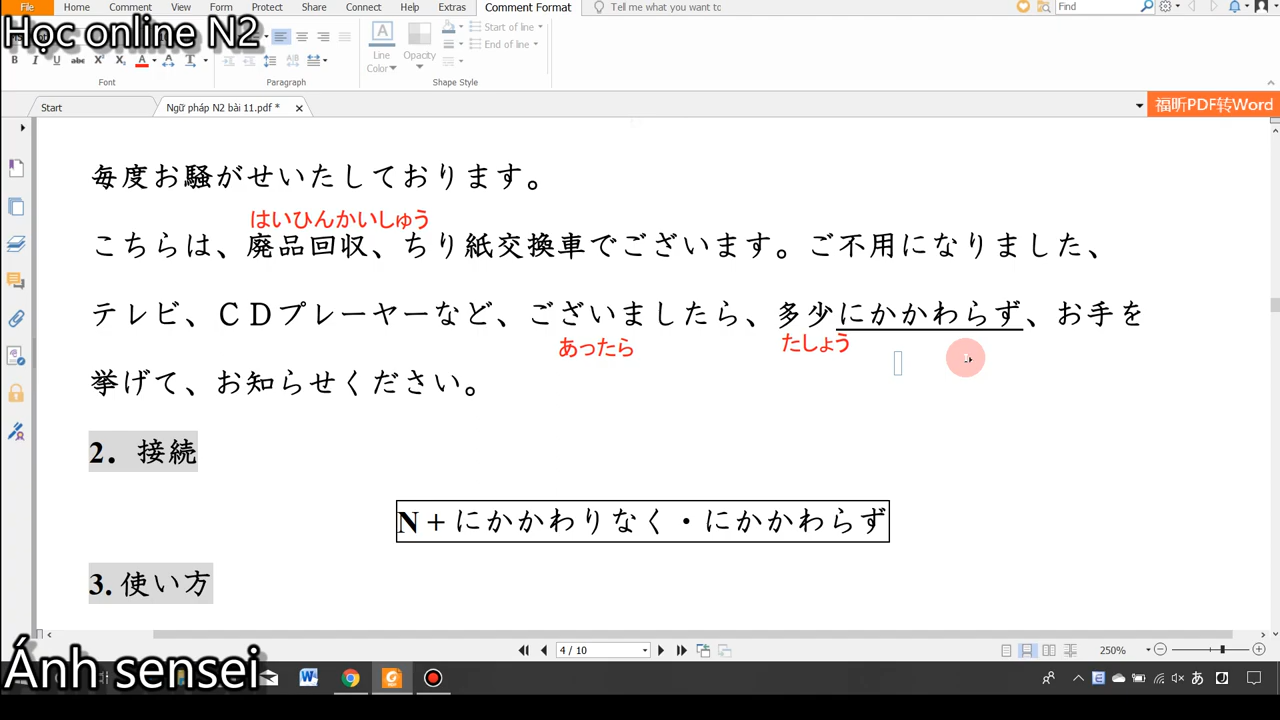 File Home Comment View Form Protect Share Connect Help Extras Comment Format Tell me what you want to Find
Học online N2
Line Color Opacity Start of line End of line
Font Paragraph Shape Style
Start Ngữ pháp N2 bài 11.pdf * 福昕PDF转Word
毎度お騒がせいたしております。
はいひんかいしゅう
こちらは、廃品回収、ちり紙交換車でございます。ご不用になりました、
テレビ、ＣＤプレーヤーなど、ございましたら、多少にかかわらず、お手を
あったら たしょう
挙げて、お知らせください。
2．接続
N＋にかかわりなく・にかかわらず
3. 使い方
4 / 10 250%
Ánh sensei